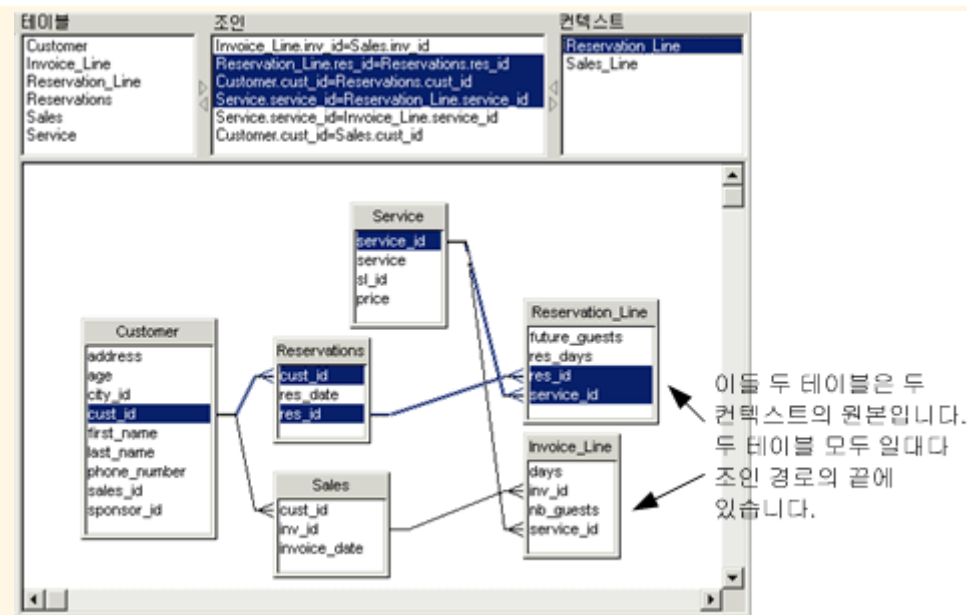 테이블
조인
컨텍스트
Customer
Invoice_Line
Reservation_Line
Reservations
Sales
Service
Invoice_Line.inv_id=Sales.inv_id
Reservation_Line.res_id=Reservations.res_id
Customer.cust_id=Reservations.cust_id
Service.service_id=Reservation_Line.service_id
Service.service_id=Invoice_Line.service_id
Customer.cust_id=Sales.cust_id
Reservation_Line
Sales_Line
Service
service_id
service
sl_id
price
Customer
address
age
city_id
cust_id
first_name
last_name
phone_number
sales_id
sponsor_id
Reservations
cust_id
res_date
res_id
Sales
cust_id
inv_id
invoice_date
Reservation_Line
future_guests
res_days
res_id
service_id
Invoice_Line
days
inv_id
nb_guests
service_id
이들 두 테이블은 두
컨텍스트의 원본입니다.
두 테이블 모두 일대다
조인 경로의 끝에
있습니다.